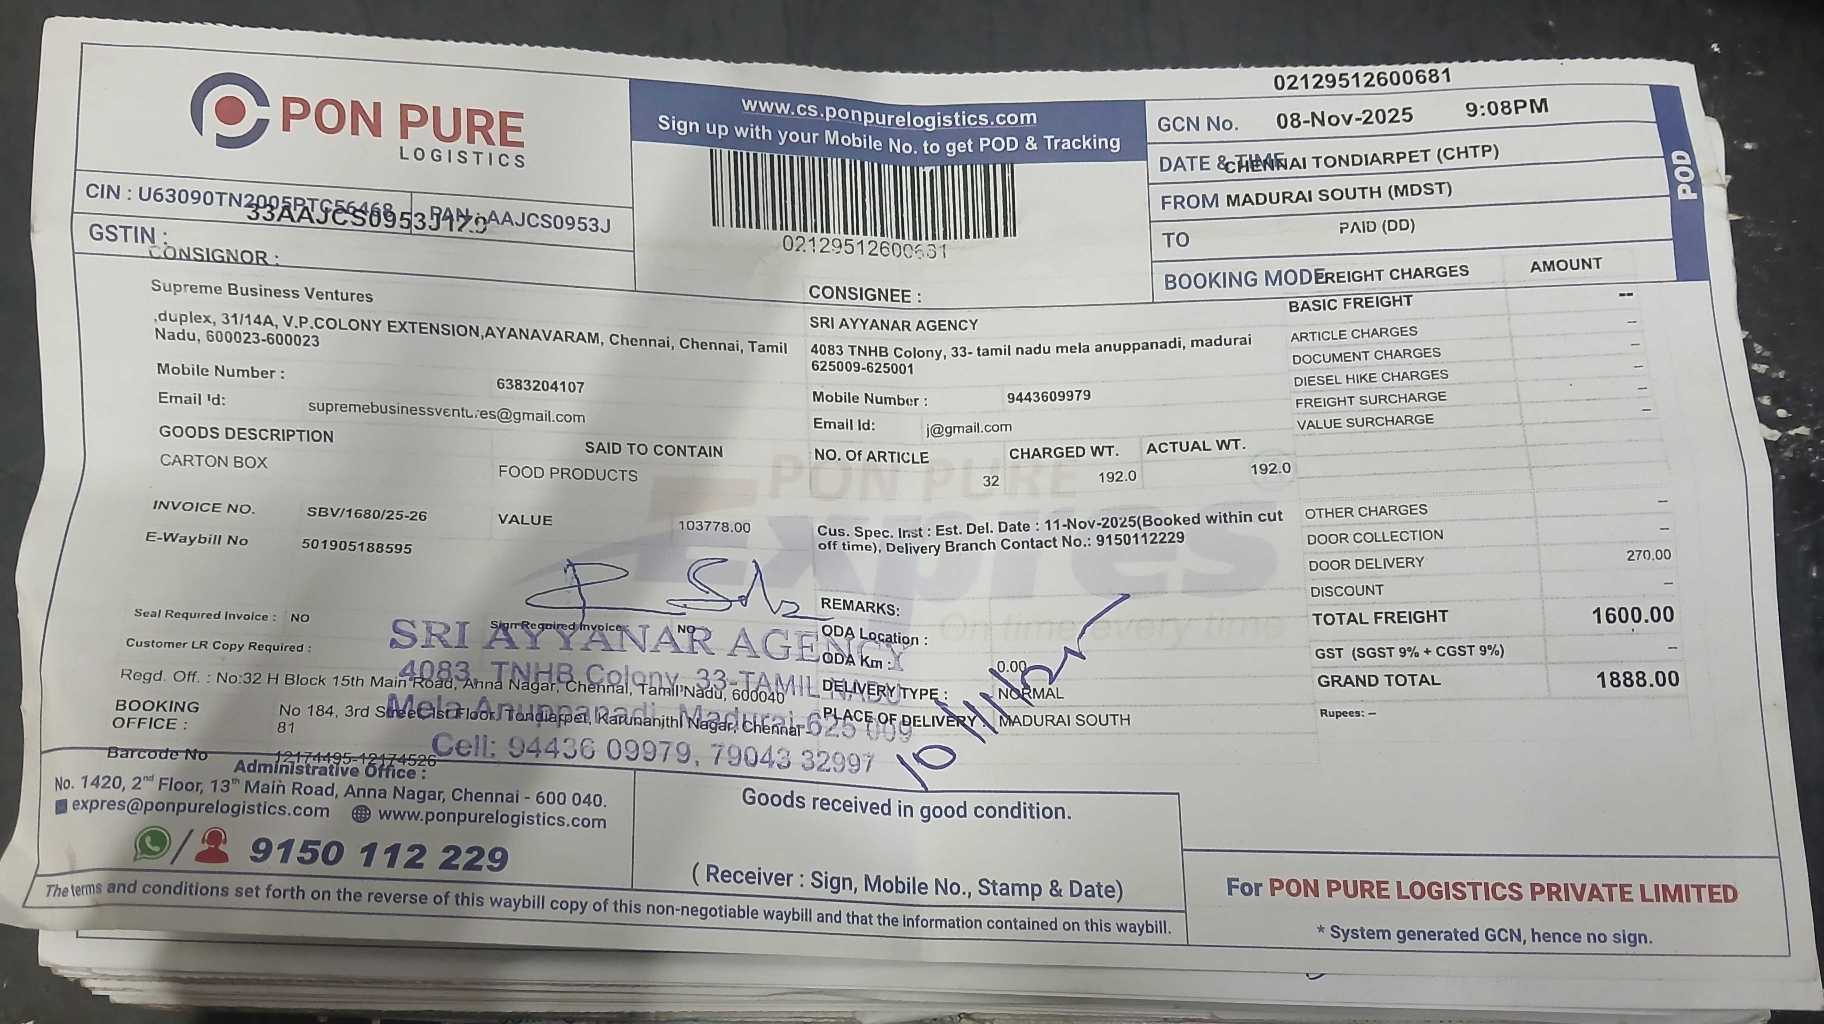 PON PURE
LOGISTICS
CIN : U63090TN2005PTC56468 PAN : AAJCS0953J
GSTIN :
www.cs.ponpurelogistics.com
Sign up with your Mobile No. to get POD & Tracking
02129512600681
02129512600681
GCN No. 08-Nov-2025 9:08PM
DATE & TIME CHENNAI TONDIARPET (CHTP)
FROM MADURAI SOUTH (MDST)
TO PAID (DD)
BOOKING MODE
POD
CONSIGNOR :
Supreme Business Ventures
,duplex, 31/14A, V.P.COLONY EXTENSION,AYANAVARAM, Chennai, Chennai, Tamil
Nadu, 600023-600023
Mobile Number : 6383204107
Email Id: supremebusinessventures@gmail.com
CONSIGNEE :
SRI AYYANAR AGENCY
4083 TNHB Colony, 33- tamil nadu mela anuppanadi, madurai
625009-625001
Mobile Number : 9443609979
Email Id: j@gmail.com
GOODS DESCRIPTION SAID TO CONTAIN NO. Of ARTICLE CHARGED WT. ACTUAL WT.
CARTON BOX FOOD PRODUCTS 32 192.0 192.0
INVOICE NO. SBV/1680/25-26 VALUE 103778.00
E-Waybill No 501905188595
Cus. Spec. Inst : Est. Del. Date : 11-Nov-2025(Booked within cut
off time), Delivery Branch Contact No.: 9150112229
PON PURE
Expres
On time every time
FREIGHT CHARGES AMOUNT
BASIC FREIGHT --
ARTICLE CHARGES –
DOCUMENT CHARGES –
DIESEL HIKE CHARGES –
FREIGHT SURCHARGE –
VALUE SURCHARGE –
OTHER CHARGES –
DOOR COLLECTION –
DOOR DELIVERY 270.00
DISCOUNT –
TOTAL FREIGHT 1600.00
GST (SGST 9% + CGST 9%) –
GRAND TOTAL 1888.00
Rupees: –
Seal Required Invoice : NO Sign Required Invoice NO
Customer LR Copy Required :
REMARKS:
ODA Location :
ODA Km : 0.00
DELIVERY TYPE : NORMAL
PLACE OF DELIVERY : MADURAI SOUTH
Regd. Off. : No:32 H Block 15th Main Road, Anna Nagar, Chennai, Tamil Nadu, 600040
BOOKING OFFICE : No 184, 3rd Street, Ist Floor, Tondiarpet, Karunanithi Nagar, Chennai -
81
Barcode No 12174495-12174526
SRI AYYANAR AGENCY
4083, TNHB Colony, 33-TAMIL NADU
Mela Anuppanadi, Madurai-625 009
Cell: 94436 09979, 79043 32997
Administrative Office :
No. 1420, 2nd Floor, 13th Main Road, Anna Nagar, Chennai - 600 040.
expres@ponpurelogistics.com www.ponpurelogistics.com
9150 112 229
Goods received in good condition.
( Receiver : Sign, Mobile No., Stamp & Date)
The terms and conditions set forth on the reverse of this waybill copy of this non-negotiable waybill and that the information contained on this waybill.
For PON PURE LOGISTICS PRIVATE LIMITED
* System generated GCN, hence no sign.